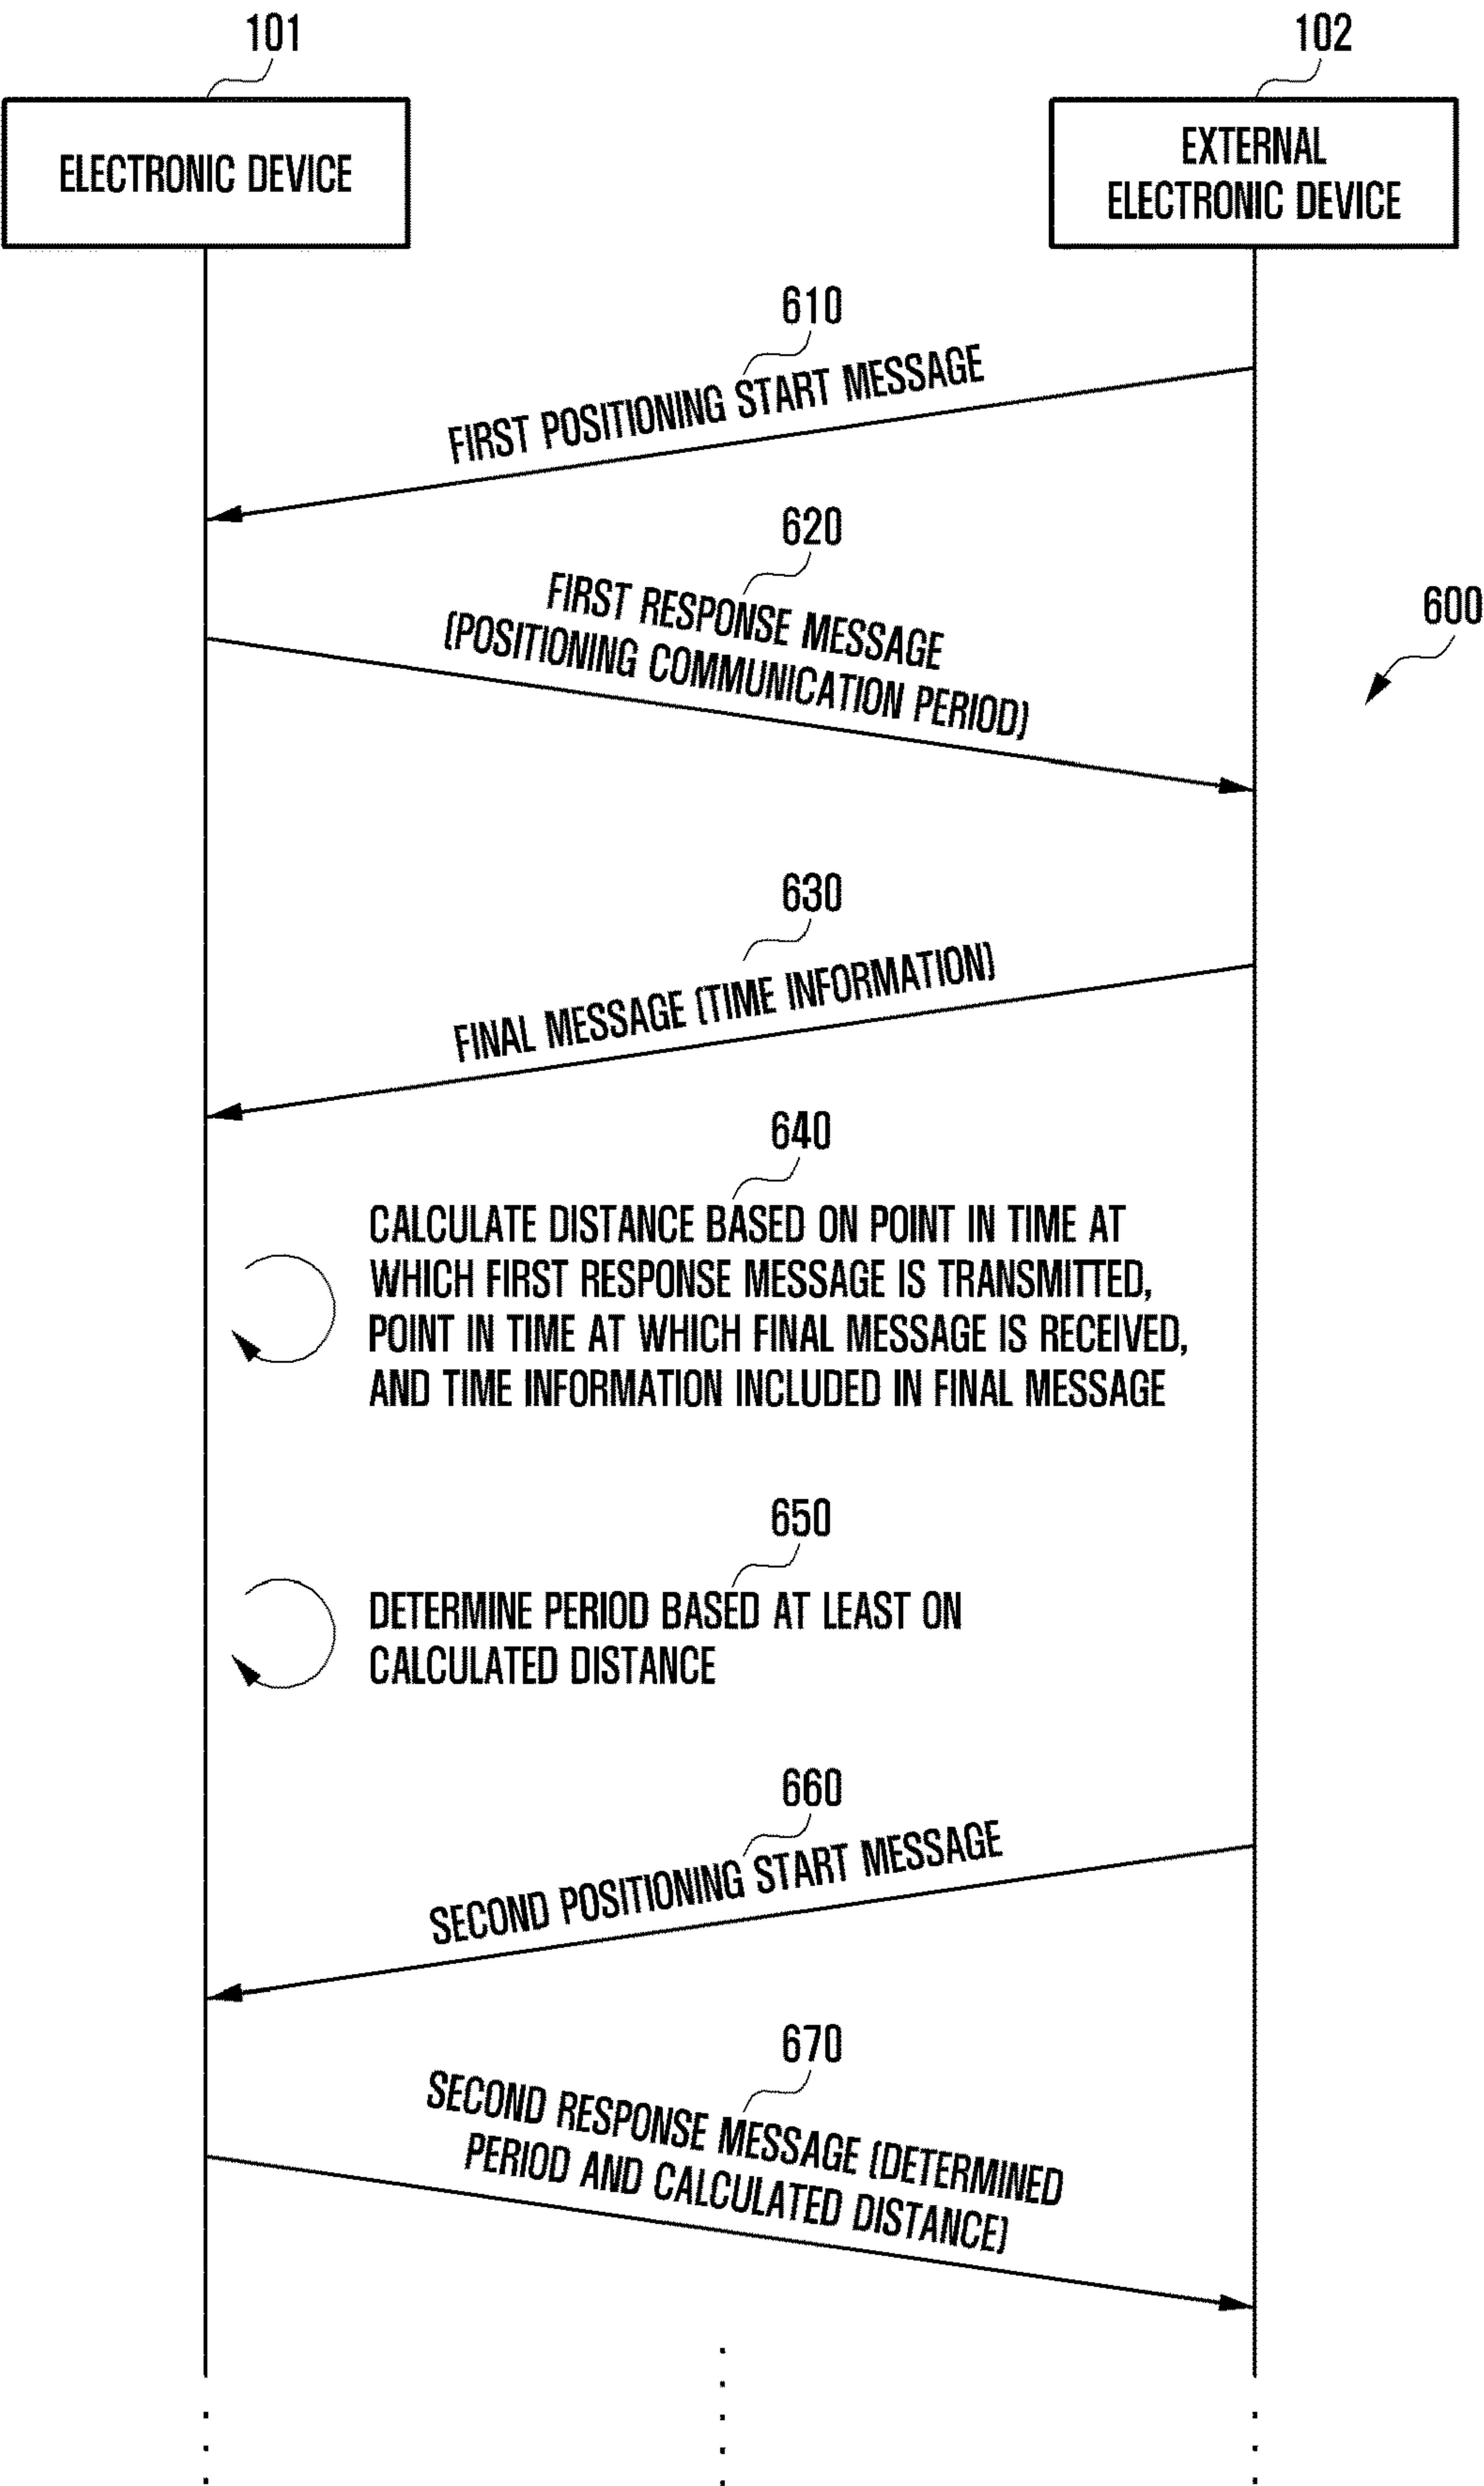 101
102
ELECTRONIC DEVICE
EXTERNAL
ELECTRONIC DEVICE
610
FIRST POSITIONING START MESSAGE
620
FIRST RESPONSE MESSAGE
(POSITIONING COMMUNICATION PERIOD)
600
630
FINAL MESSAGE (TIME INFORMATION)
640
CALCULATE DISTANCE BASED ON POINT IN TIME AT
WHICH FIRST RESPONSE MESSAGE IS TRANSMITTED,
POINT IN TIME AT WHICH FINAL MESSAGE IS RECEIVED,
AND TIME INFORMATION INCLUDED IN FINAL MESSAGE
650
DETERMINE PERIOD BASED AT LEAST ON
CALCULATED DISTANCE
660
SECOND POSITIONING START MESSAGE
670
SECOND RESPONSE MESSAGE (DETERMINED
PERIOD AND CALCULATED DISTANCE)